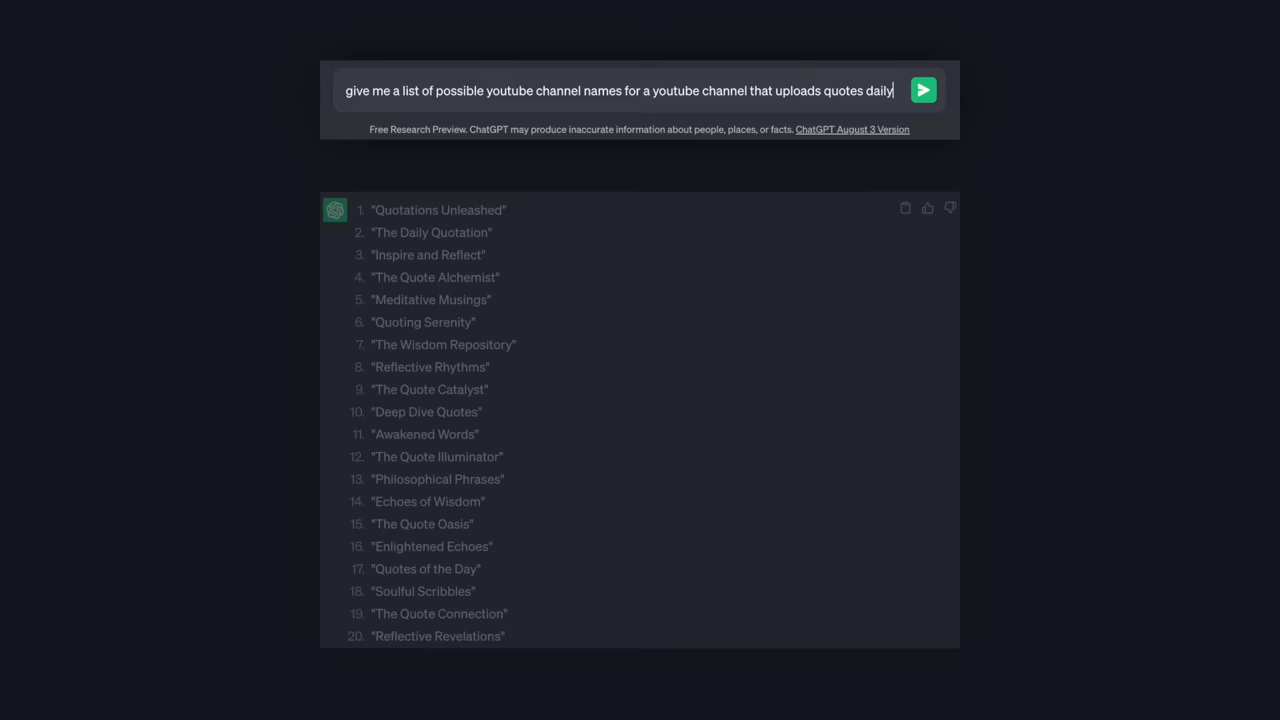 give me a list of possible youtube channel names for a youtube channel that uploads quotes daily
Free Research Preview. ChatGPT may produce inaccurate information about people, places, or facts. ChatGPT August 3 Version
1. "Quotations Unleashed"
2. "The Daily Quotation"
3. "Inspire and Reflect"
4. "The Quote Alchemist"
5. "Meditative Musings"
6. "Quoting Serenity"
7. "The Wisdom Repository"
8. "Reflective Rhythms"
9. "The Quote Catalyst"
10. "Deep Dive Quotes"
11. "Awakened Words"
12. "The Quote Illuminator"
13. "Philosophical Phrases"
14. "Echoes of Wisdom"
15. "The Quote Oasis"
16. "Enlightened Echoes"
17. "Quotes of the Day"
18. "Soulful Scribbles"
19. "The Quote Connection"
20. "Reflective Revelations"